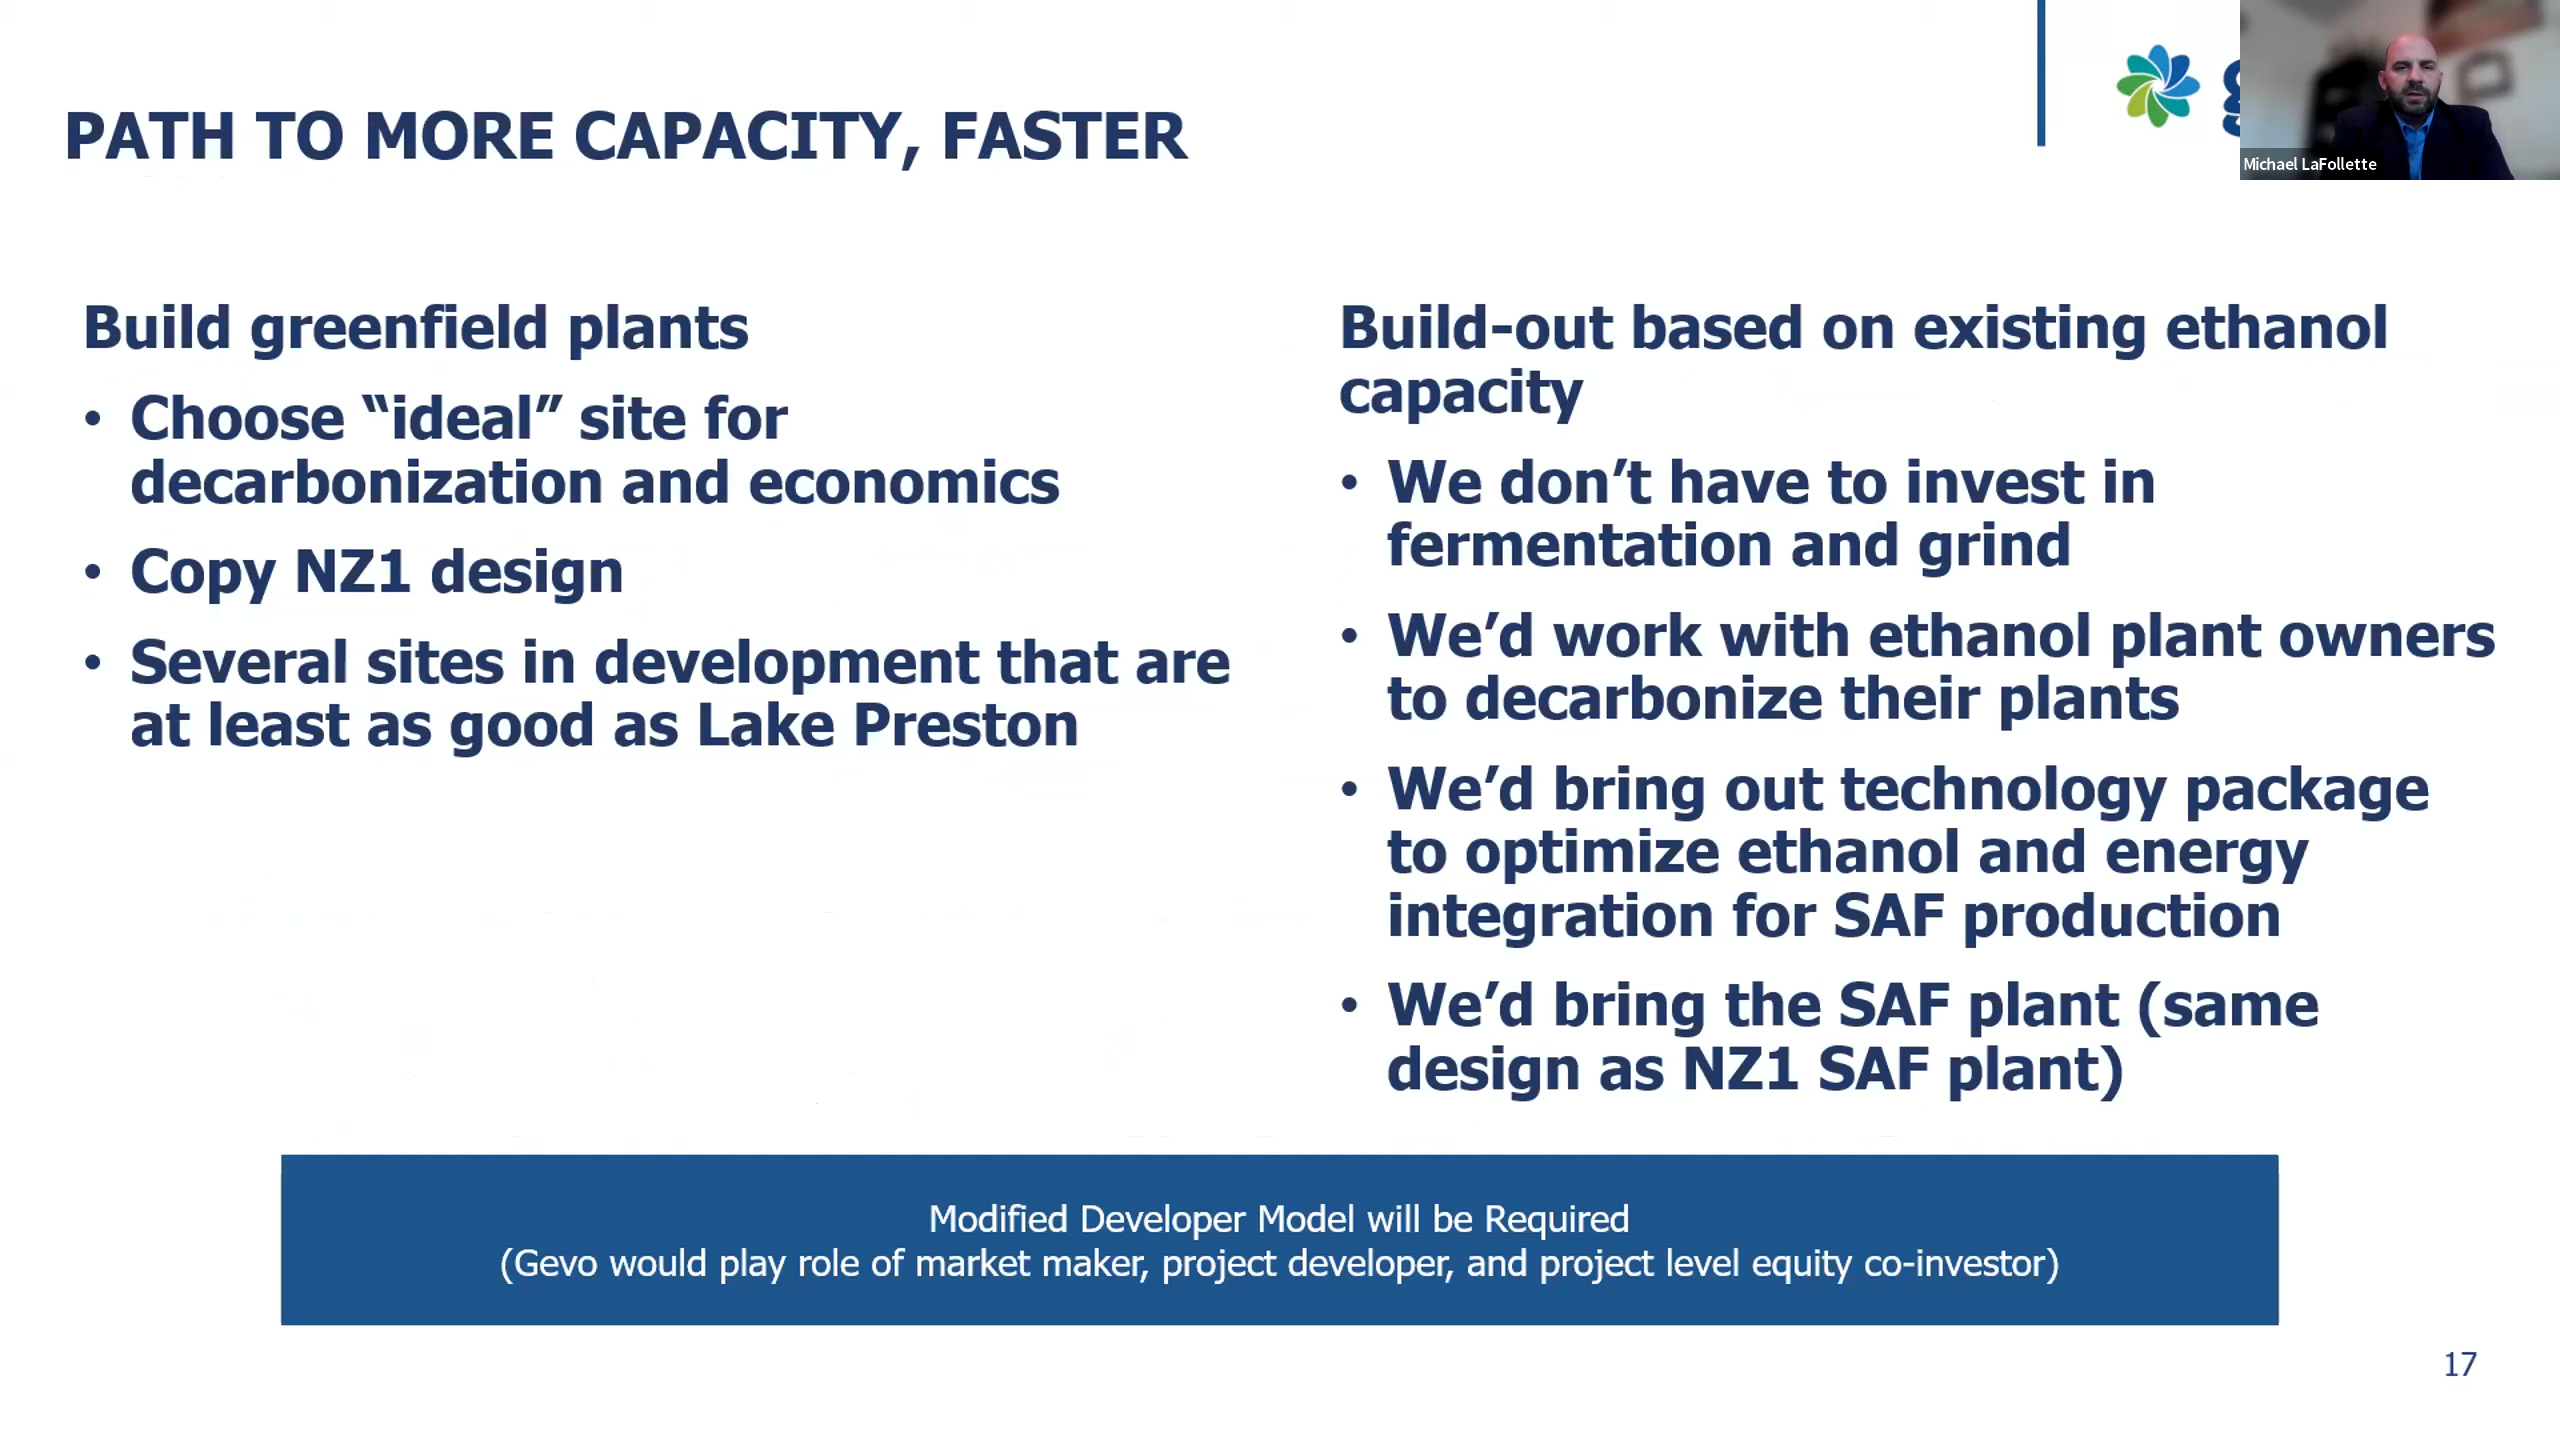 PATH TO MORE CAPACITY, FASTER
Michael LaFollette
Build greenfield plants
• Choose “ideal” site for
decarbonization and economics
• Copy NZ1 design
• Several sites in development that are
at least as good as Lake Preston
Build-out based on existing ethanol
capacity
• We don’t have to invest in
fermentation and grind
• We’d work with ethanol plant owners
to decarbonize their plants
• We’d bring out technology package
to optimize ethanol and energy
integration for SAF production
• We’d bring the SAF plant (same
design as NZ1 SAF plant)
Modified Developer Model will be Required
(Gevo would play role of market maker, project developer, and project level equity co-investor)
17